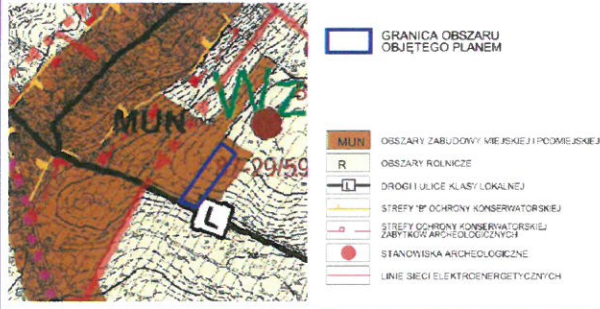 GRANICA OBSZARU
OBJĘTEGO PLANEM
Wz
MUN
29/59
L
MUN OBSZARY ZABUDOWY MIEJSKIEJ I PODMIEJSKIEJ
R OBSZARY ROLNICZE
L DROGI I ULICE KLASY LOKALNEJ
STREFY "B" OCHRONY KONSERWATORSKIEJ
STREFY OCHRONY KONSERWATORSKIEJ
ZABYTKÓW ARCHEOLOGICZNYCH
STANOWISKA ARCHEOLOGICZNE
LINIE SIECI ELEKTROENERGETYCZNYCH